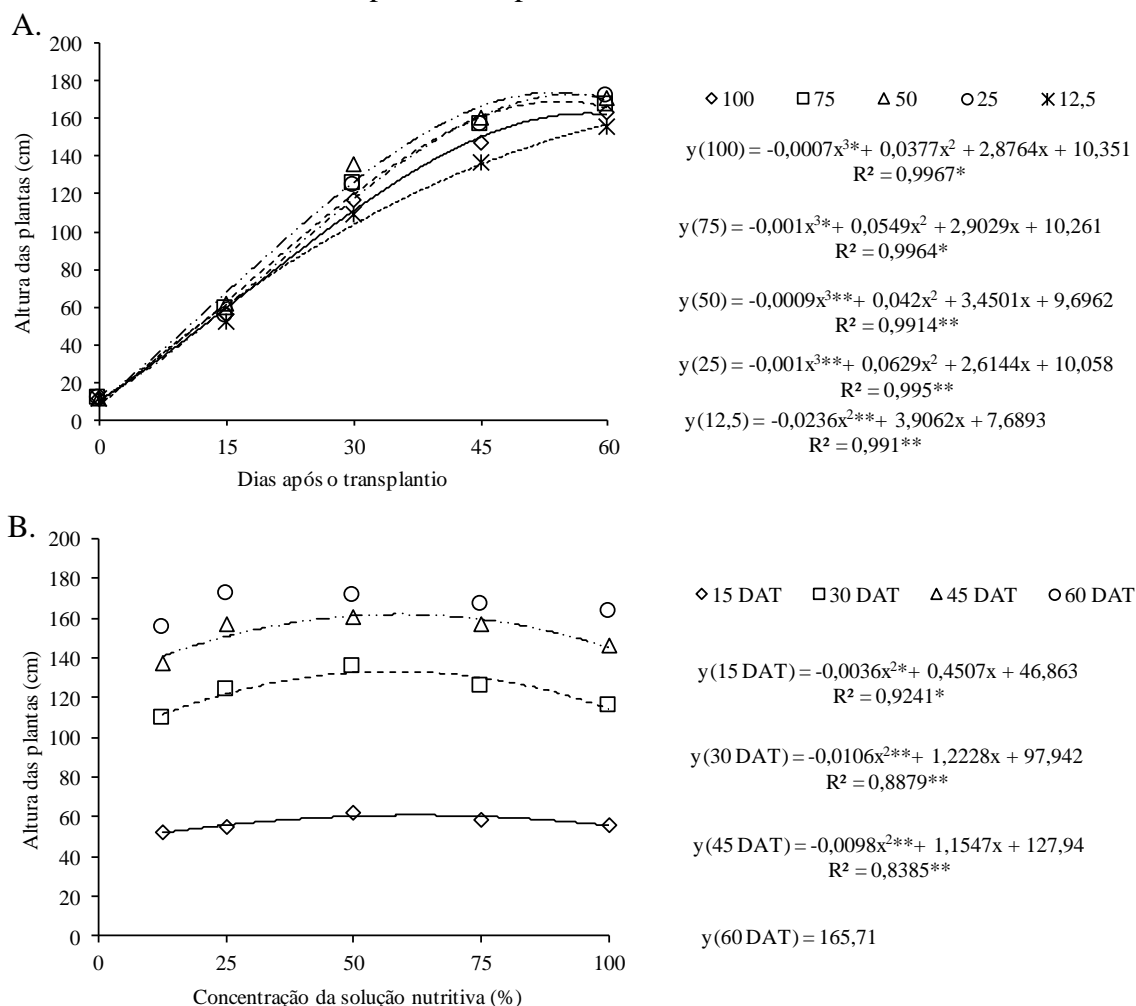 A.
Altura das plantas (cm)
200
180
160
140
120
100
80
60
40
20
0
0 15 30 45 60
Dias após o transplantio
100 75 50 25 12,5
y(100) = -0,0007x³*+ 0,0377x² + 2,8764x + 10,351
R² = 0,9967*
y(75) = -0,001x³*+ 0,0549x² + 2,9029x + 10,261
R² = 0,9964*
y(50) = -0,0009x³**+ 0,042x² + 3,4501x + 9,6962
R² = 0,9914**
y(25) = -0,001x³**+ 0,0629x² + 2,6144x + 10,058
R² = 0,995**
y(12,5) = -0,0236x²**+ 3,9062x + 7,6893
R² = 0,991**
B.
Altura das plantas (cm)
200
180
160
140
120
100
80
60
40
20
0
0 25 50 75 100
Concentração da solução nutritiva (%)
15 DAT 30 DAT 45 DAT 60 DAT
y(15 DAT) = -0,0036x²*+ 0,4507x + 46,863
R² = 0,9241*
y(30 DAT) = -0,0106x²**+ 1,2228x + 97,942
R² = 0,8879**
y(45 DAT) = -0,0098x²**+ 1,1547x + 127,94
R² = 0,8385**
y(60 DAT) = 165,71